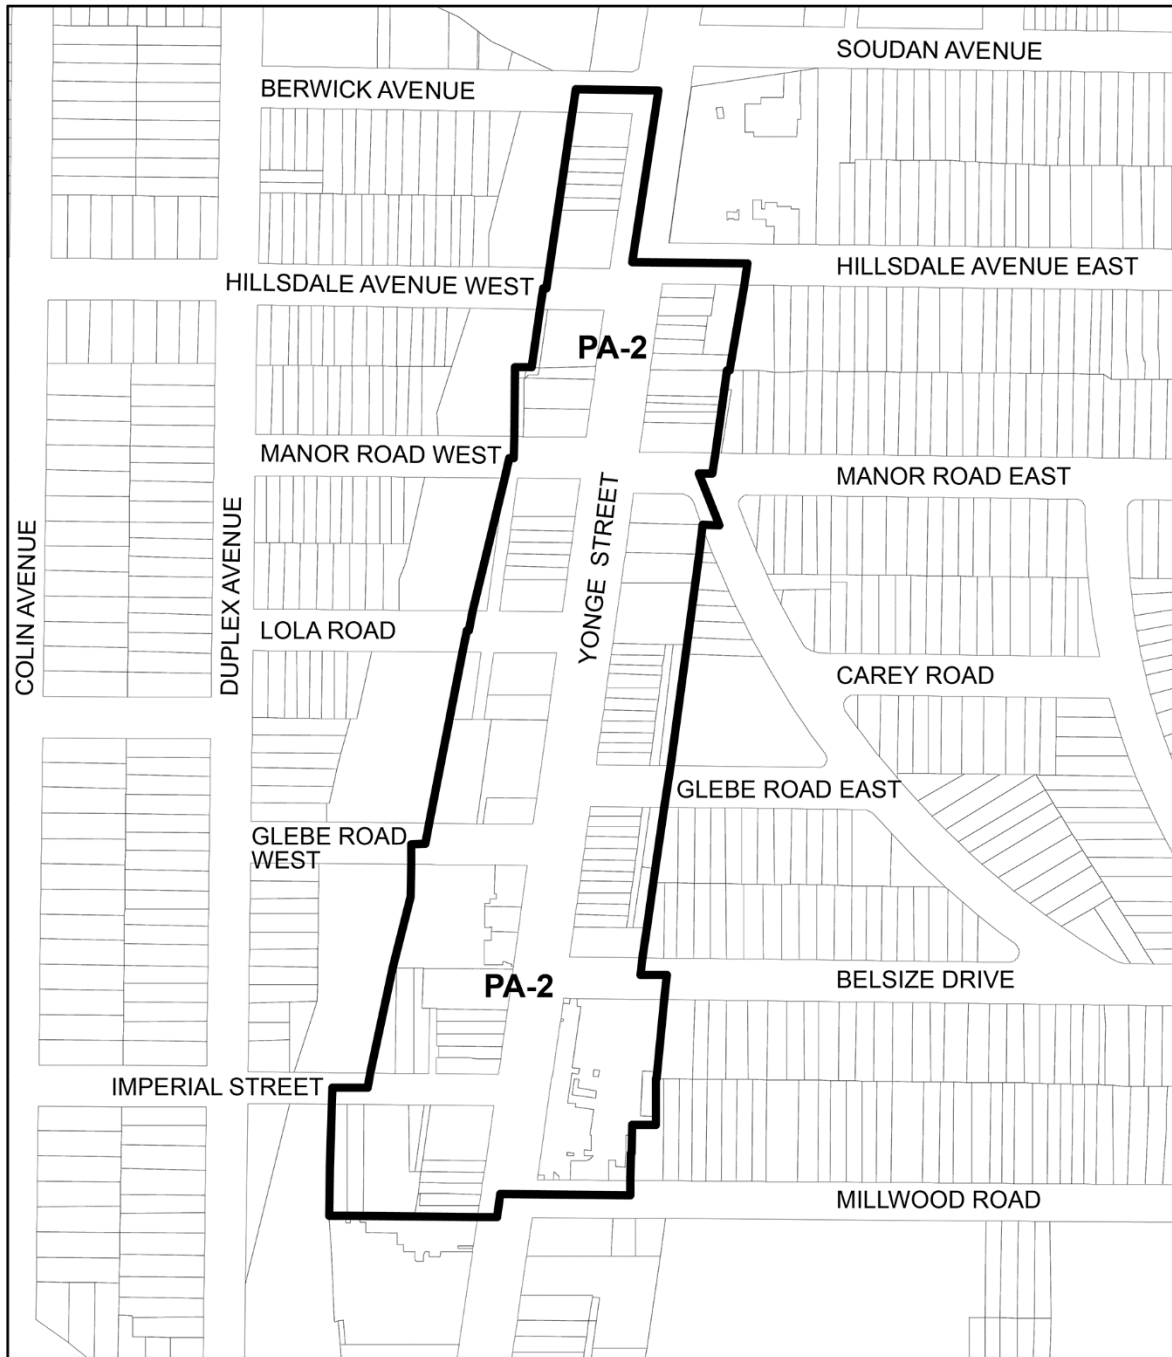 SOUDAN AVENUE
BERWICK AVENUE
HILLSDALE AVENUE EAST
HILLSDALE AVENUE WEST
PA-2
MANOR ROAD WEST
MANOR ROAD EAST
YONGE STREET
COLIN AVENUE
DUPLEX AVENUE
LOLA ROAD
CAREY ROAD
GLEBE ROAD EAST
GLEBE ROAD
WEST
BELSIZE DRIVE
PA-2
IMPERIAL STREET
MILLWOOD ROAD